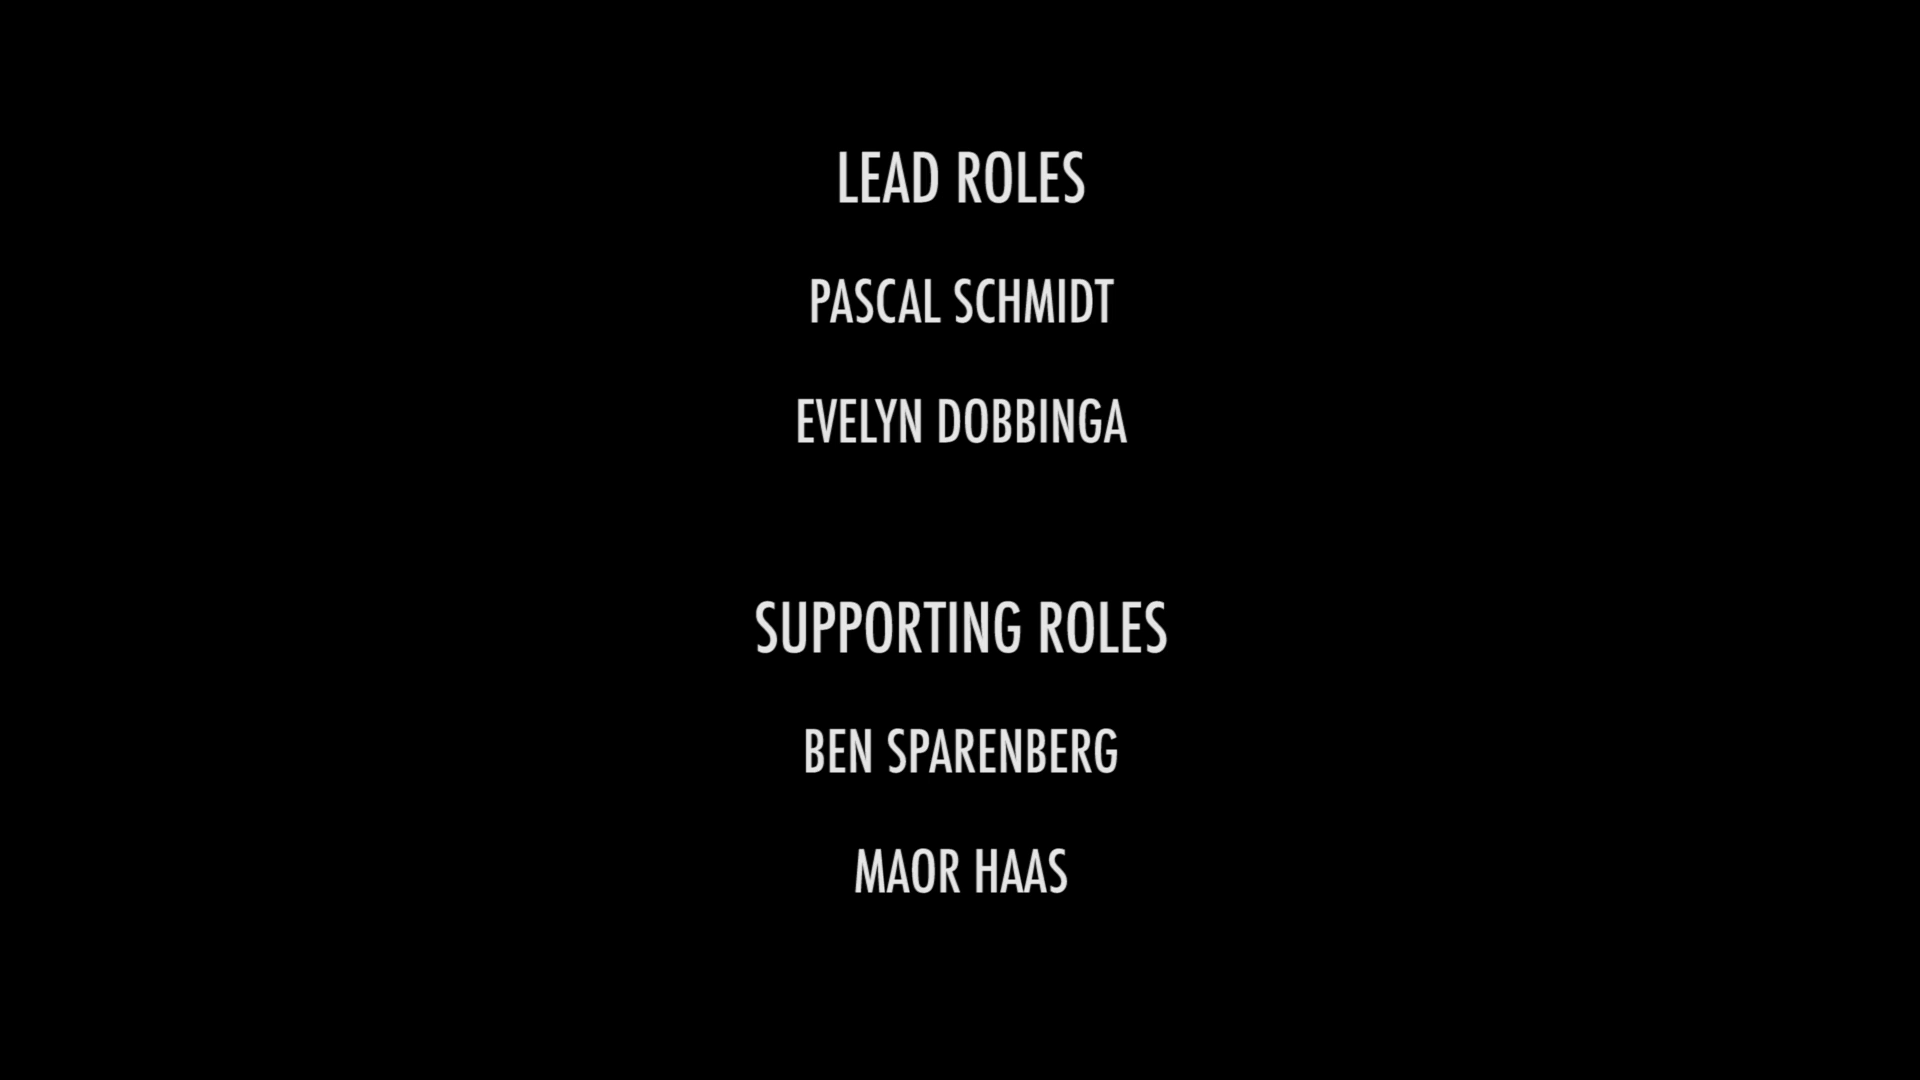 LEAD ROLES
PASCAL SCHMIDT
EVELYN DOBBINGA
SUPPORTING ROLES
BEN SPARENBERG
MAOR HAAS